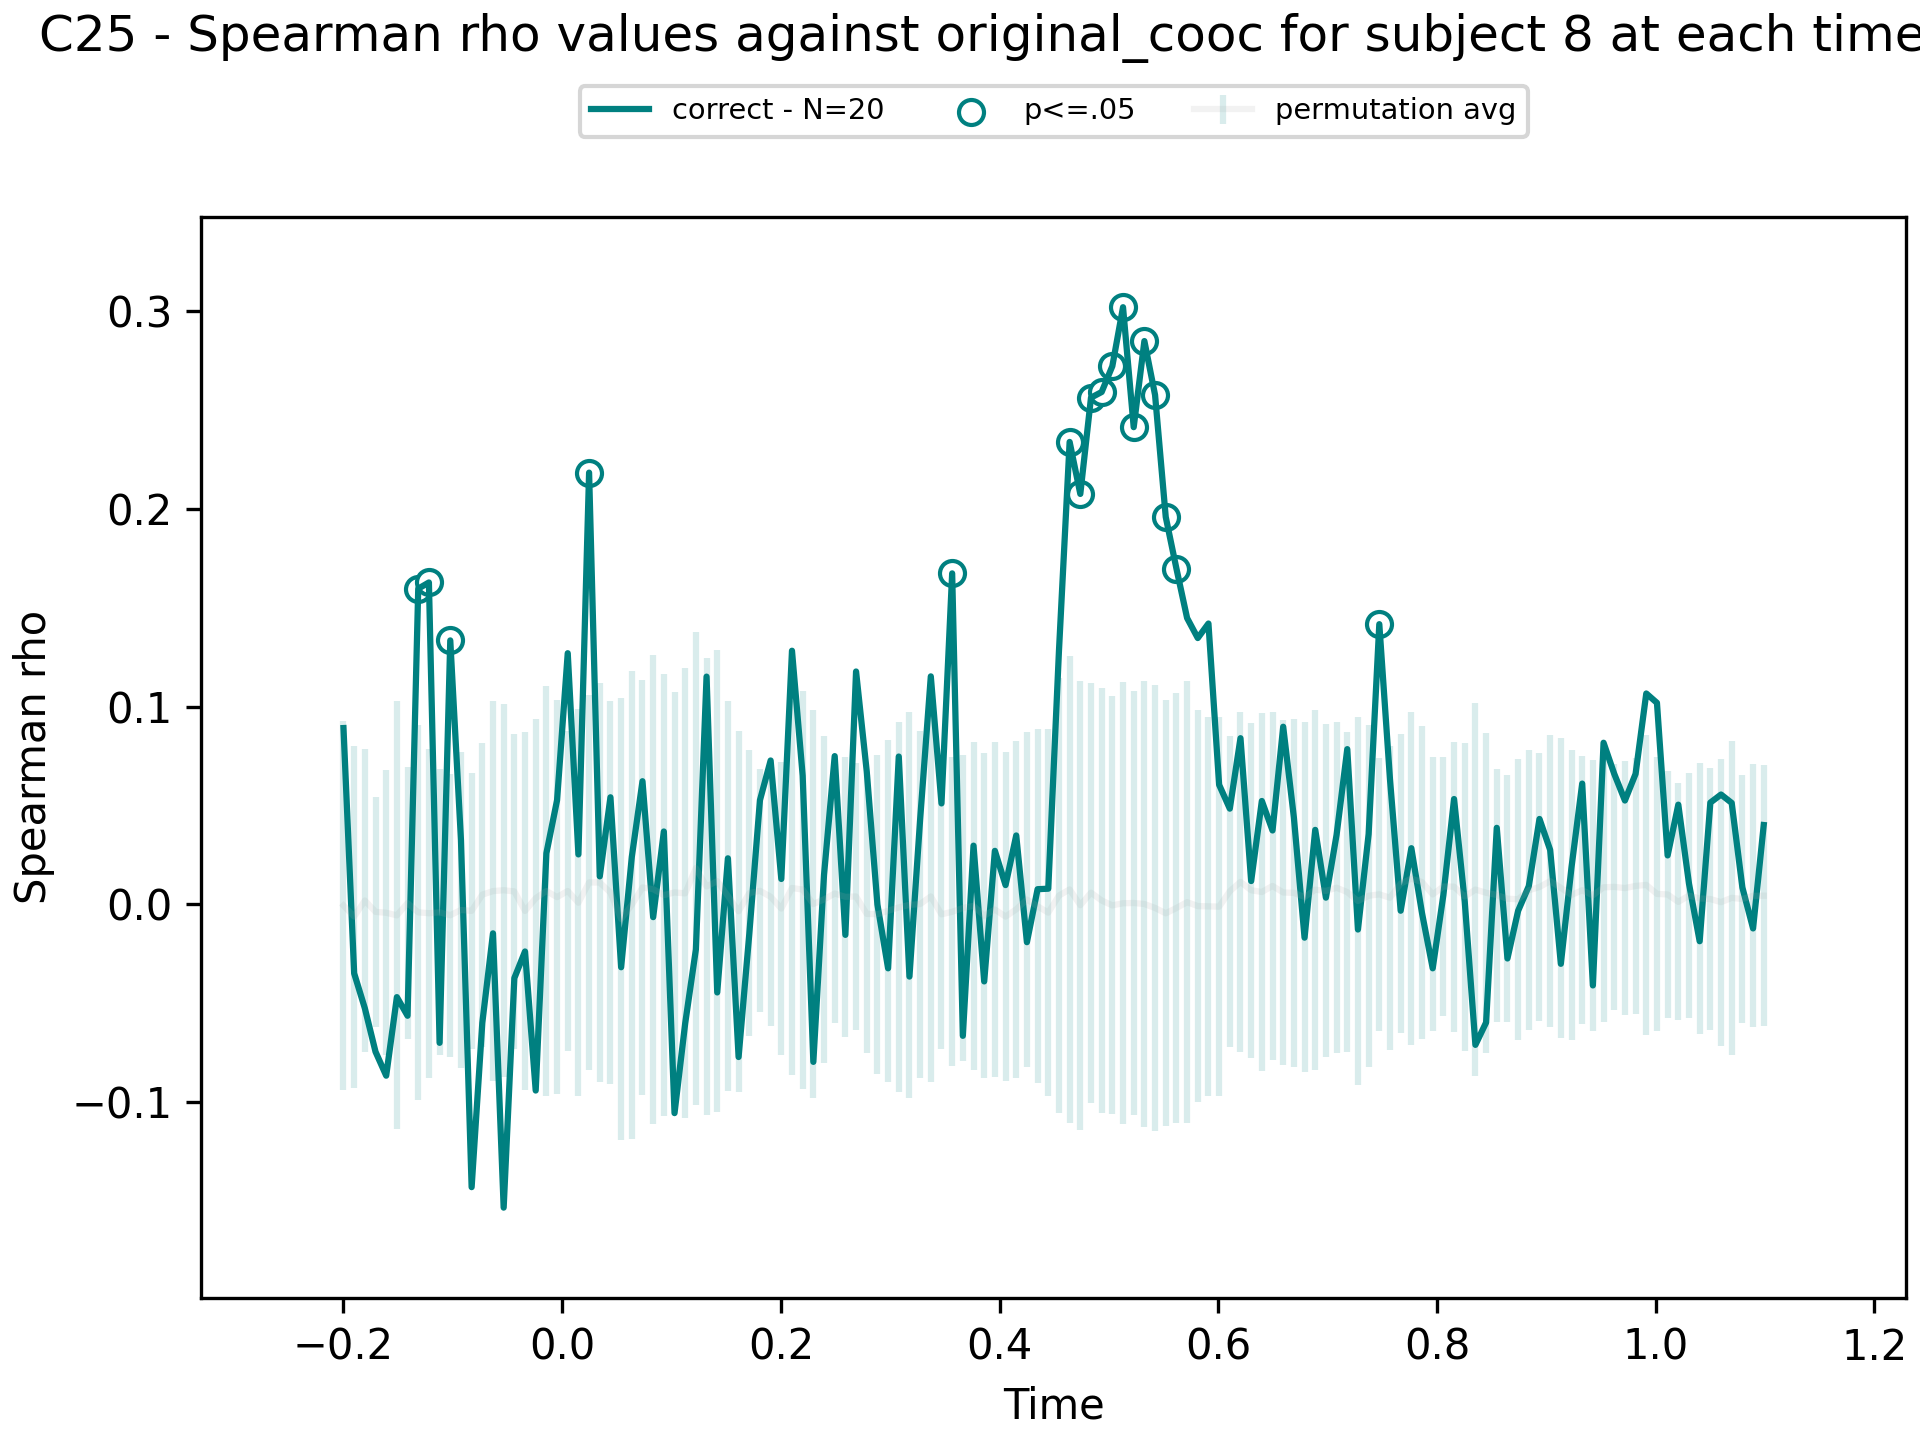 C25 - Spearman rho values against original_cooc for subject 8 at each time
correct - N=20 p<=.05 permutation avg
0.3
0.2
0.1
0.0
−0.1
Spearman rho
−0.2 0.0 0.2 0.4 0.6 0.8 1.0 1.2
Time